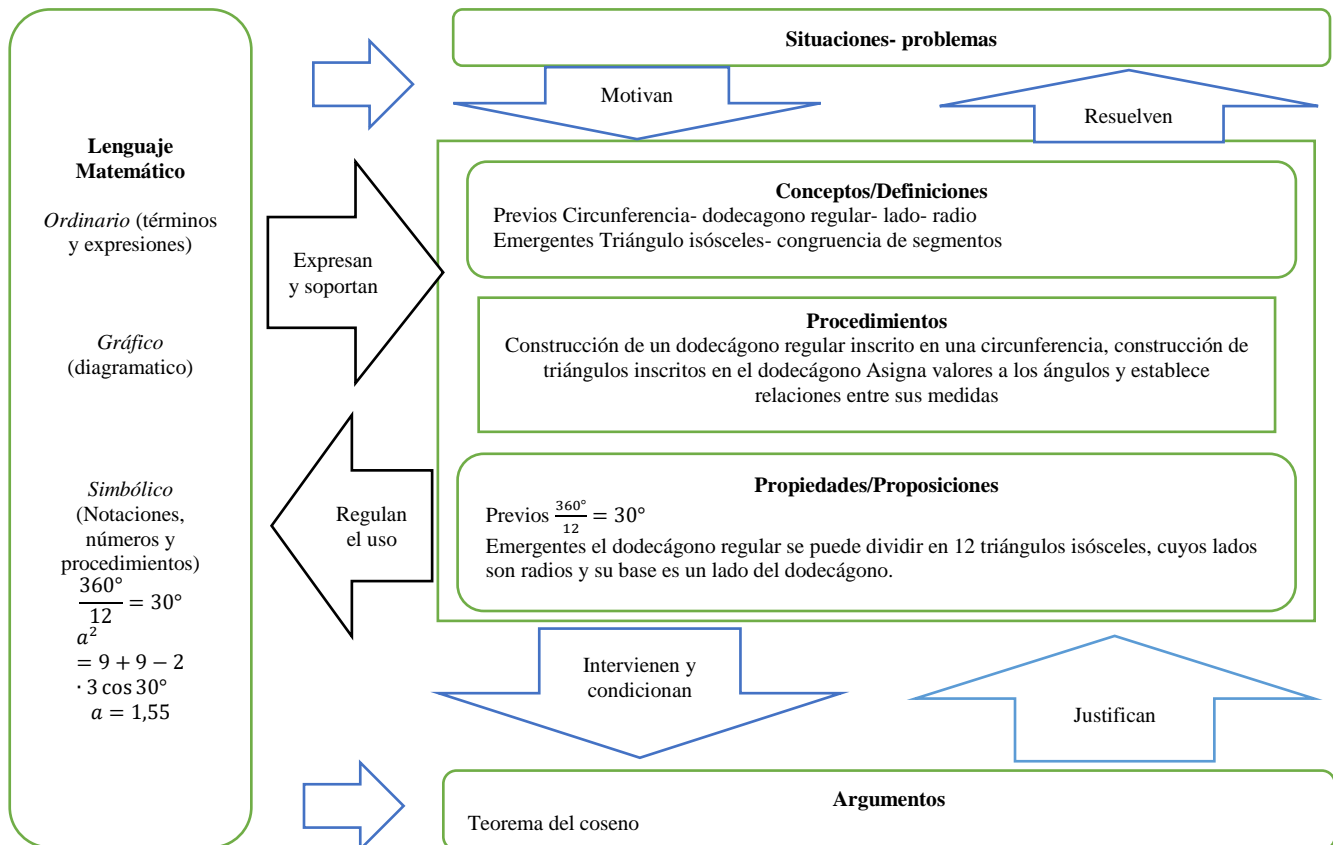 Lenguaje
Matemático
Ordinario (términos
y expresiones)
Gráfico
(diagramatico)
Simbólico
(Notaciones,
números y
procedimientos)
360°
12
= 30°
a²
= 9 + 9 − 2
· 3 cos 30°
a = 1,55
Situaciones- problemas
Motivan
Resuelven
Expresan
y soportan
Regulan
el uso
Conceptos/Definiciones
Previos Circunferencia- dodecagono regular- lado- radio
Emergentes Triángulo isósceles- congruencia de segmentos
Procedimientos
Construcción de un dodecágono regular inscrito en una circunferencia, construcción de
triángulos inscritos en el dodecágono Asigna valores a los ángulos y establece
relaciones entre sus medidas
Propiedades/Proposiciones
Previos 360°/12 = 30°
Emergentes el dodecágono regular se puede dividir en 12 triángulos isósceles, cuyos lados
son radios y su base es un lado del dodecágono.
Intervienen y
condicionan
Justifican
Argumentos
Teorema del coseno